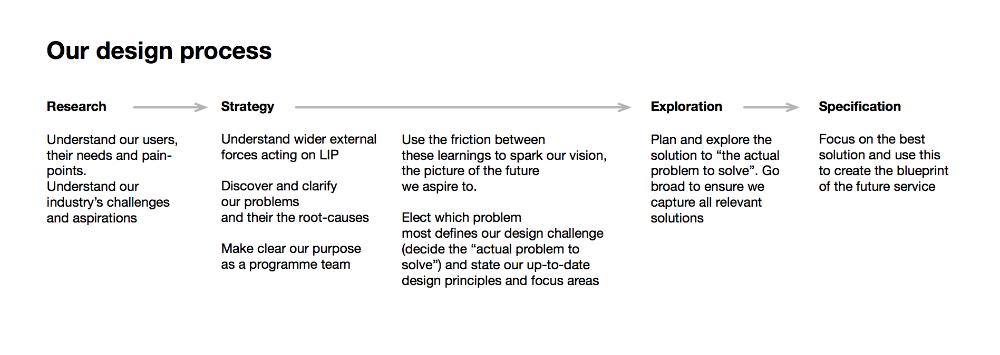 Our design process
Research
Understand our users,
their needs and pain-
points.
Understand our
industry’s challenges
and aspirations
Strategy
Understand wider external
forces acting on LIP
Discover and clarify
our problems
and their the root-causes
Make clear our purpose
as a programme team
Use the friction between
these learnings to spark our vision,
the picture of the future
we aspire to.
Elect which problem
most defines our design challenge
(decide the “actual problem to
solve”) and state our up-to-date
design principles and focus areas
Exploration
Plan and explore the
solution to “the actual
problem to solve”. Go
broad to ensure we
capture all relevant
solutions
Specification
Focus on the best
solution and use this
to create the blueprint
of the future service